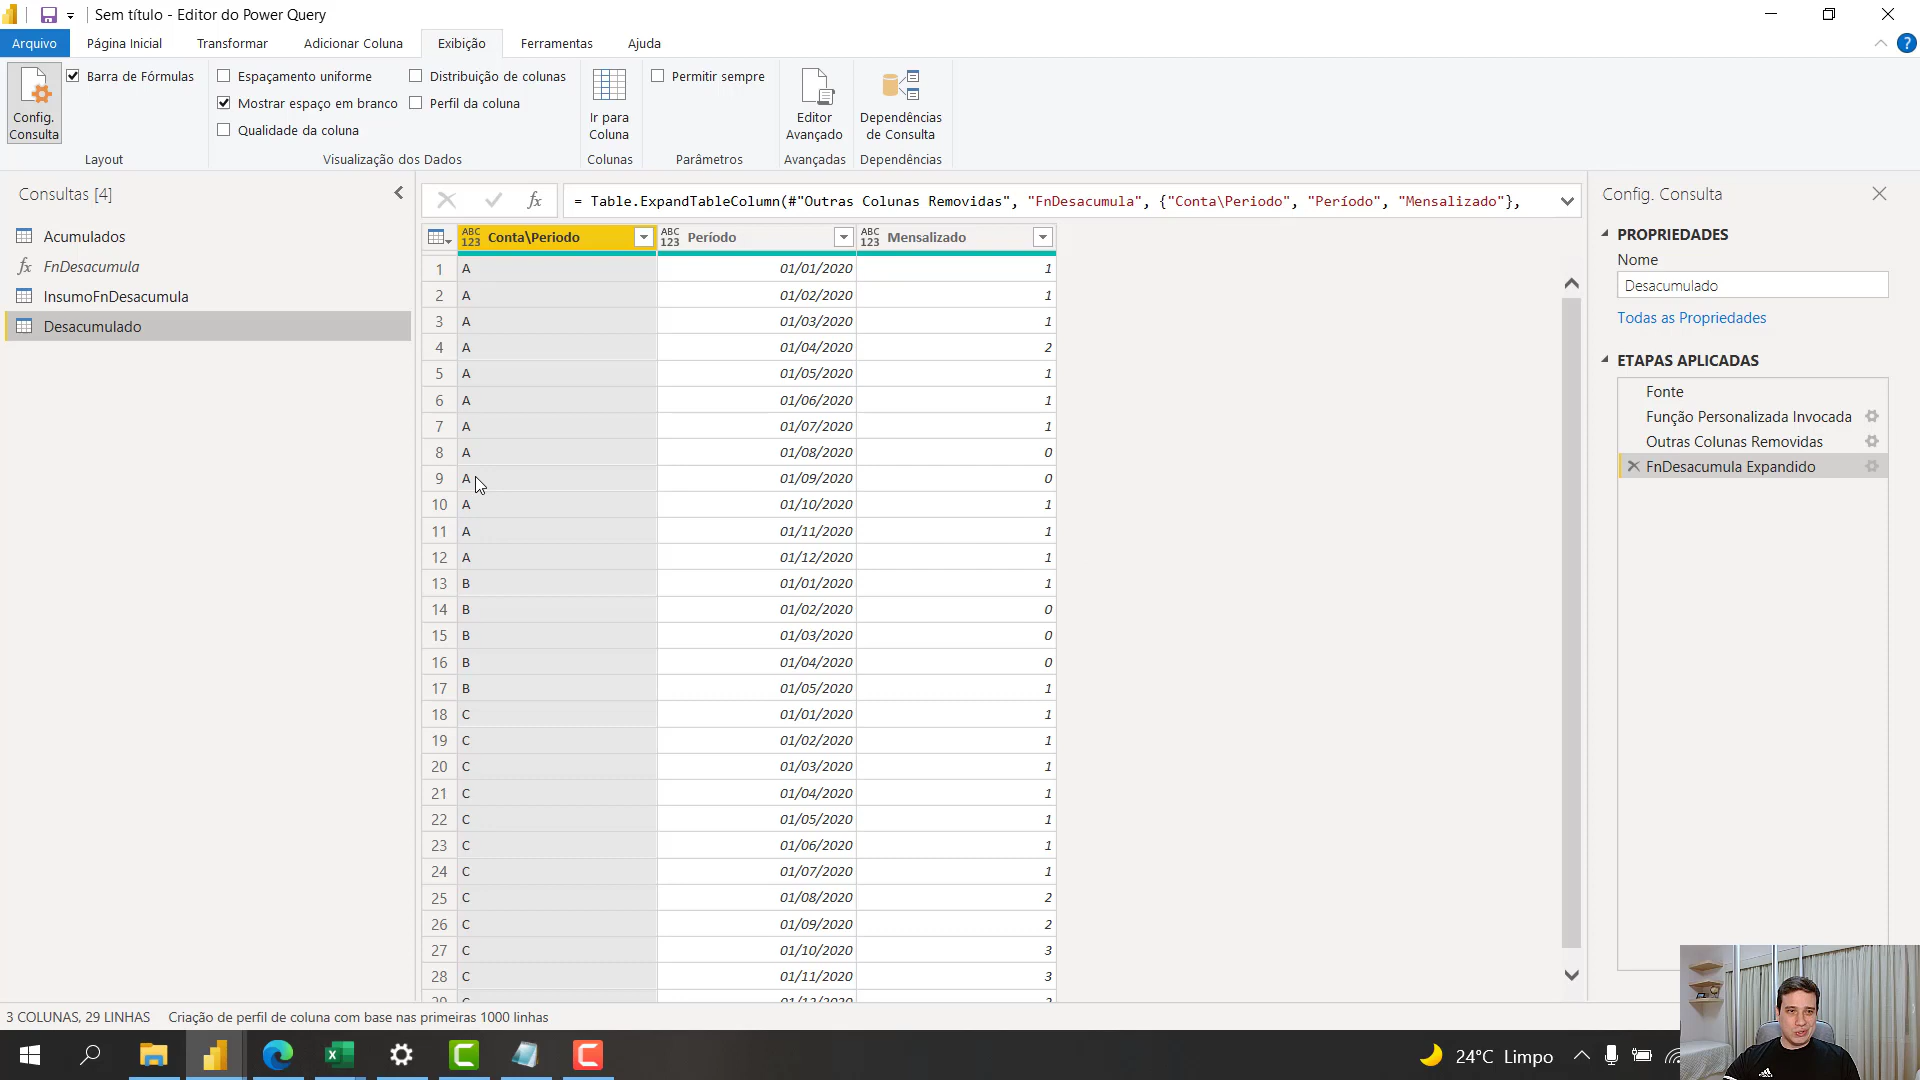 Sem título - Editor do Power Query
Arquivo
Página Inicial
Transformar
Adicionar Coluna
Exibição
Ferramentas
Ajuda
Config.
Consulta
Barra de Fórmulas
Layout
Espaçamento uniforme
Mostrar espaço em branco
Qualidade da coluna
Distribuição de colunas
Perfil da coluna
Visualização dos Dados
Ir para
Coluna
Colunas
Permitir sempre
Parâmetros
Editor
Avançado
Avançadas
Dependências
de Consulta
Dependências
Consultas [4]
Acumulados
fx FnDesacumula
InsumoFnDesacumula
Desacumulado
fx = Table.ExpandTableColumn(#"Outras Colunas Removidas", "FnDesacumula", {"Conta\Periodo", "Período", "Mensalizado"},
ABC 123 Conta\Periodo ABC 123 Período ABC 123 Mensalizado
1 A 01/01/2020 1
2 A 01/02/2020 1
3 A 01/03/2020 1
4 A 01/04/2020 2
5 A 01/05/2020 1
6 A 01/06/2020 1
7 A 01/07/2020 1
8 A 01/08/2020 0
9 A 01/09/2020 0
10 A 01/10/2020 1
11 A 01/11/2020 1
12 A 01/12/2020 1
13 B 01/01/2020 1
14 B 01/02/2020 0
15 B 01/03/2020 0
16 B 01/04/2020 0
17 B 01/05/2020 1
18 C 01/01/2020 1
19 C 01/02/2020 1
20 C 01/03/2020 1
21 C 01/04/2020 1
22 C 01/05/2020 1
23 C 01/06/2020 1
24 C 01/07/2020 1
25 C 01/08/2020 2
26 C 01/09/2020 2
27 C 01/10/2020 3
28 C 01/11/2020 3
Config. Consulta
PROPRIEDADES
Nome
Desacumulado
Todas as Propriedades
ETAPAS APLICADAS
Fonte
Função Personalizada Invocada
Outras Colunas Removidas
FnDesacumula Expandido
3 COLUNAS, 29 LINHAS Criação de perfil de coluna com base nas primeiras 1000 linhas
24°C Limpo